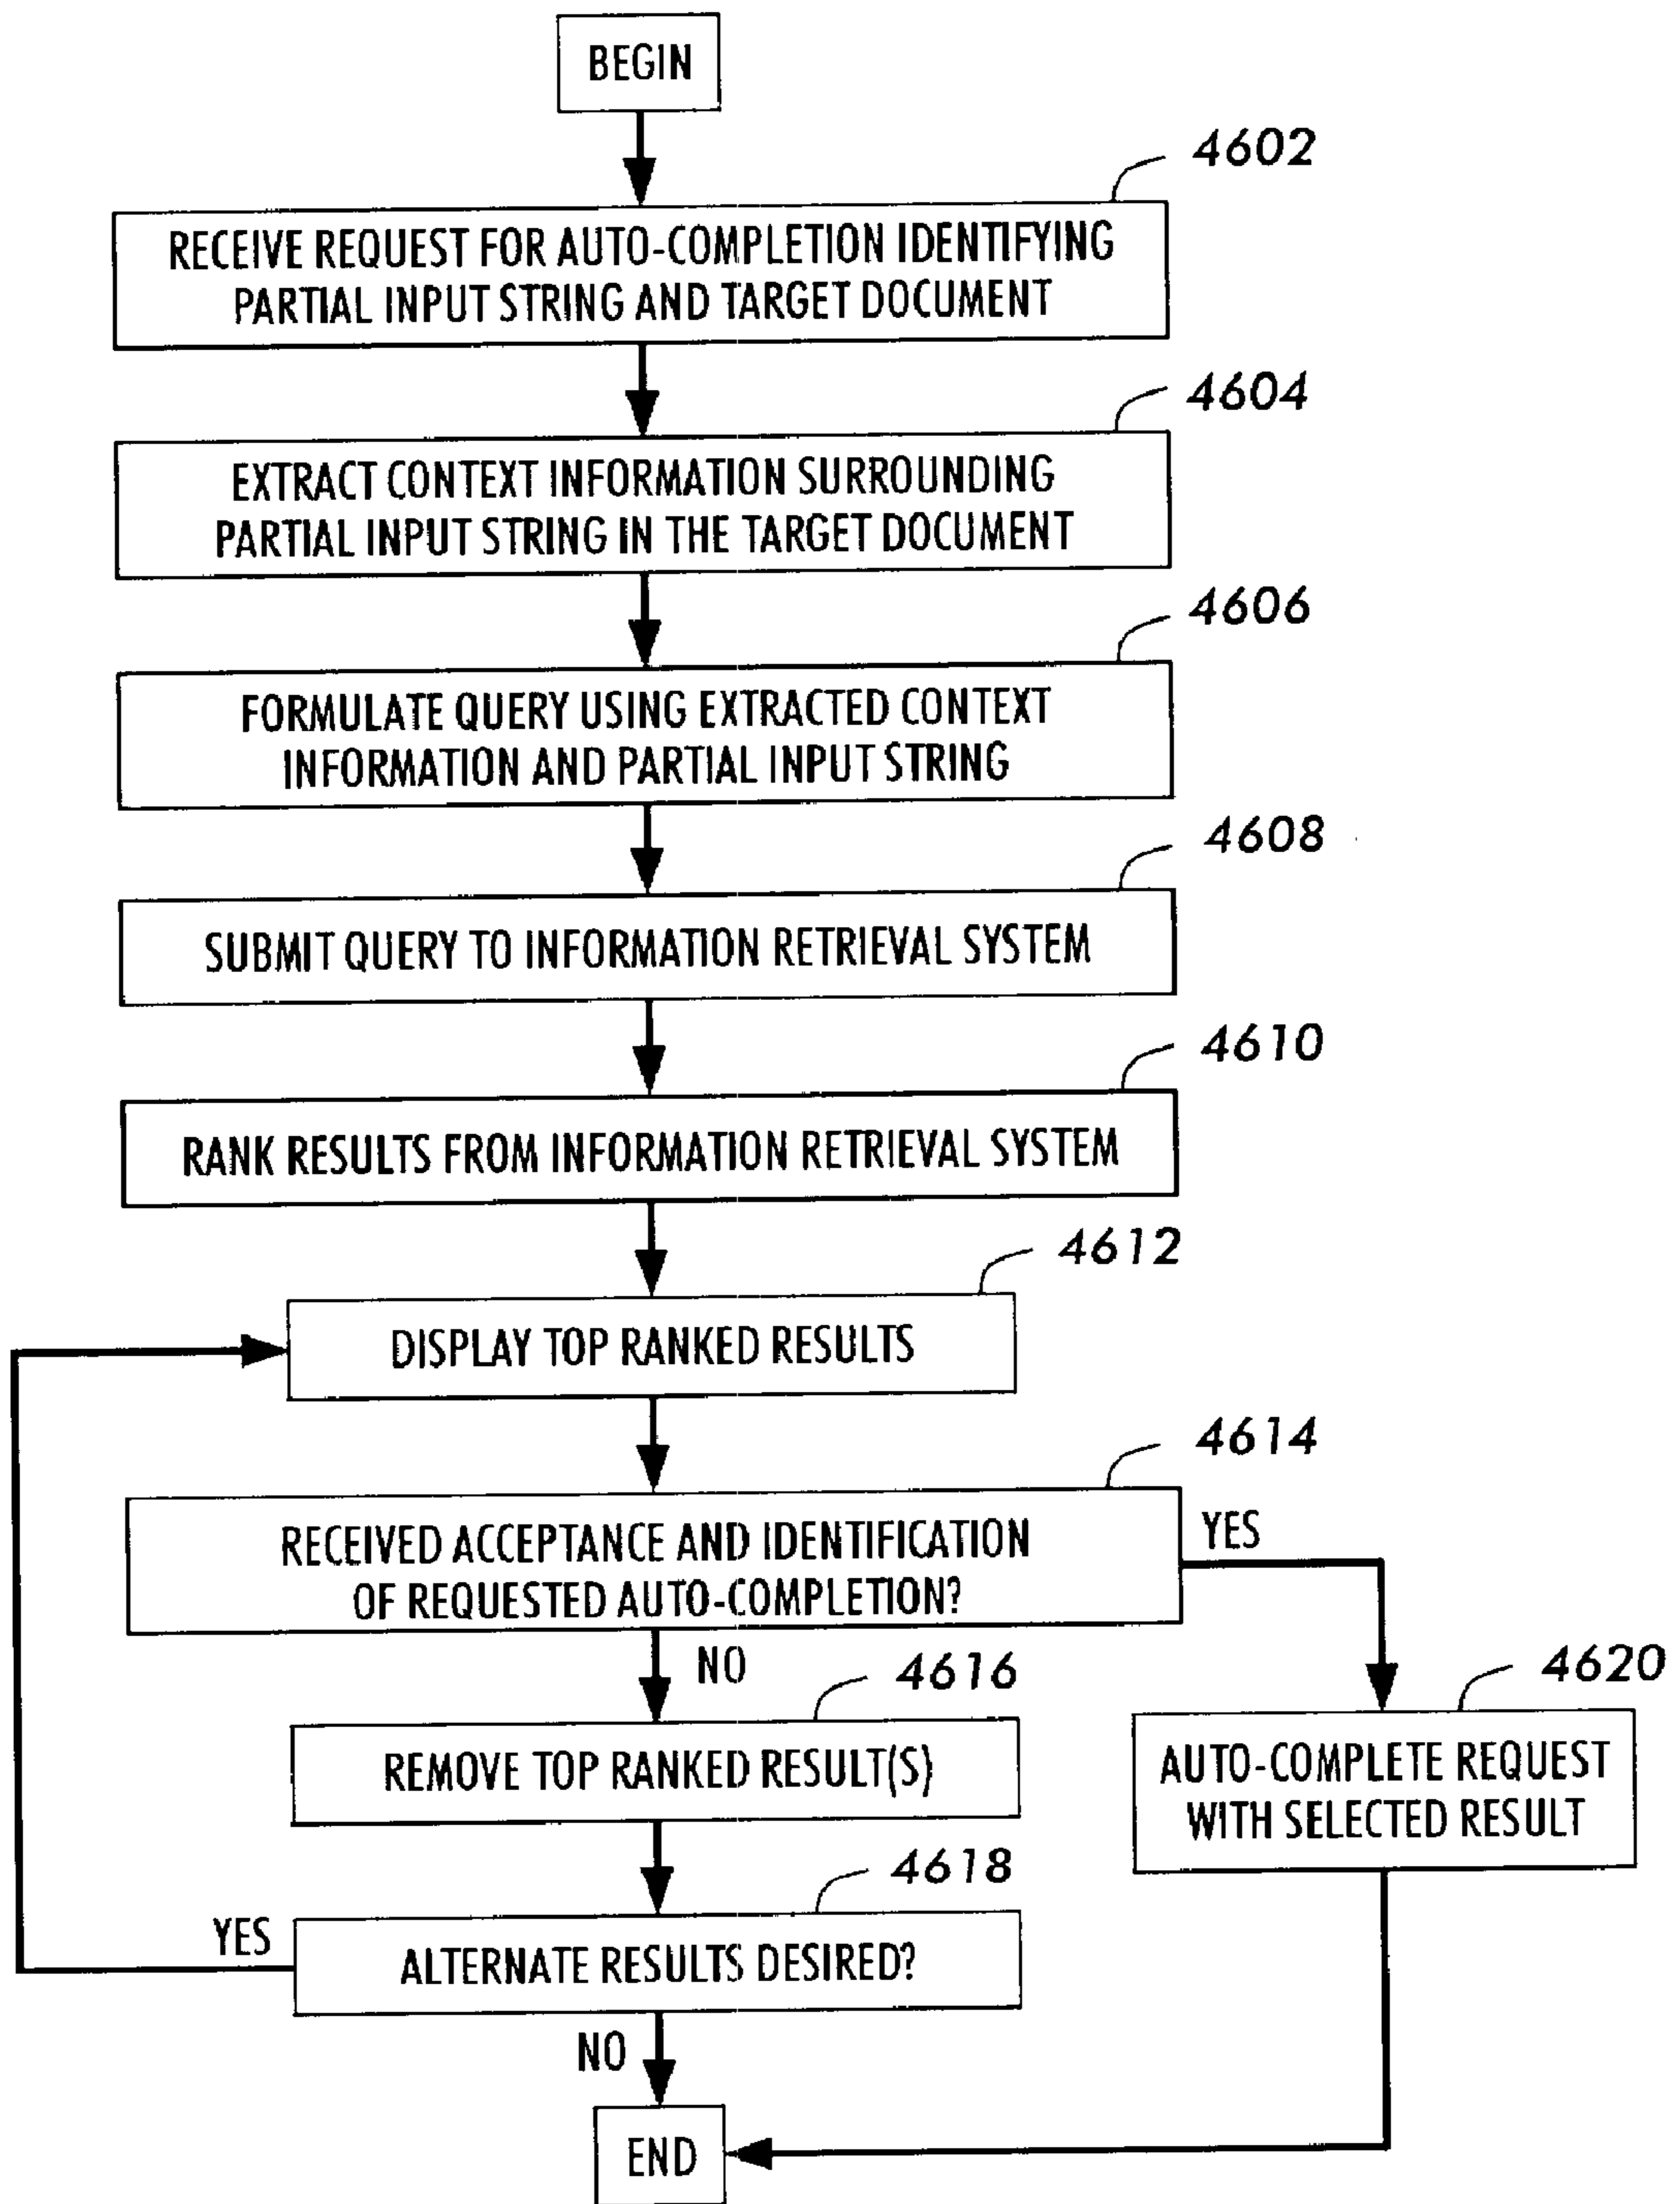 BEGIN
4602
RECEIVE REQUEST FOR AUTO-COMPLETION IDENTIFYING
PARTIAL INPUT STRING AND TARGET DOCUMENT
4604
EXTRACT CONTEXT INFORMATION SURROUNDING
PARTIAL INPUT STRING IN THE TARGET DOCUMENT
4606
FORMULATE QUERY USING EXTRACTED CONTEXT
INFORMATION AND PARTIAL INPUT STRING
4608
SUBMIT QUERY TO INFORMATION RETRIEVAL SYSTEM
4610
RANK RESULTS FROM INFORMATION RETRIEVAL SYSTEM
4612
DISPLAY TOP RANKED RESULTS
4614
RECEIVED ACCEPTANCE AND IDENTIFICATION
OF REQUESTED AUTO-COMPLETION?
YES
NO
4616
REMOVE TOP RANKED RESULT(S)
4620
AUTO-COMPLETE REQUEST
WITH SELECTED RESULT
4618
ALTERNATE RESULTS DESIRED?
YES
NO
END